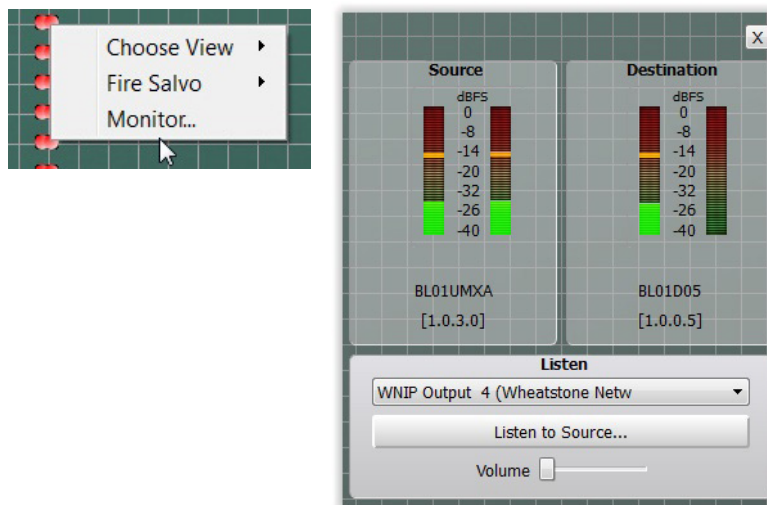 Choose View
Fire Salvo
Monitor...
X
Source
dBFS
0
-8
-14
-20
-32
-26
-40
BL01UMXA
[1.0.3.0]
Destination
dBFS
0
-8
-14
-20
-32
-26
-40
BL01D05
[1.0.0.5]
Listen
WNIP Output 4 (Wheatstone Netw
Listen to Source...
Volume